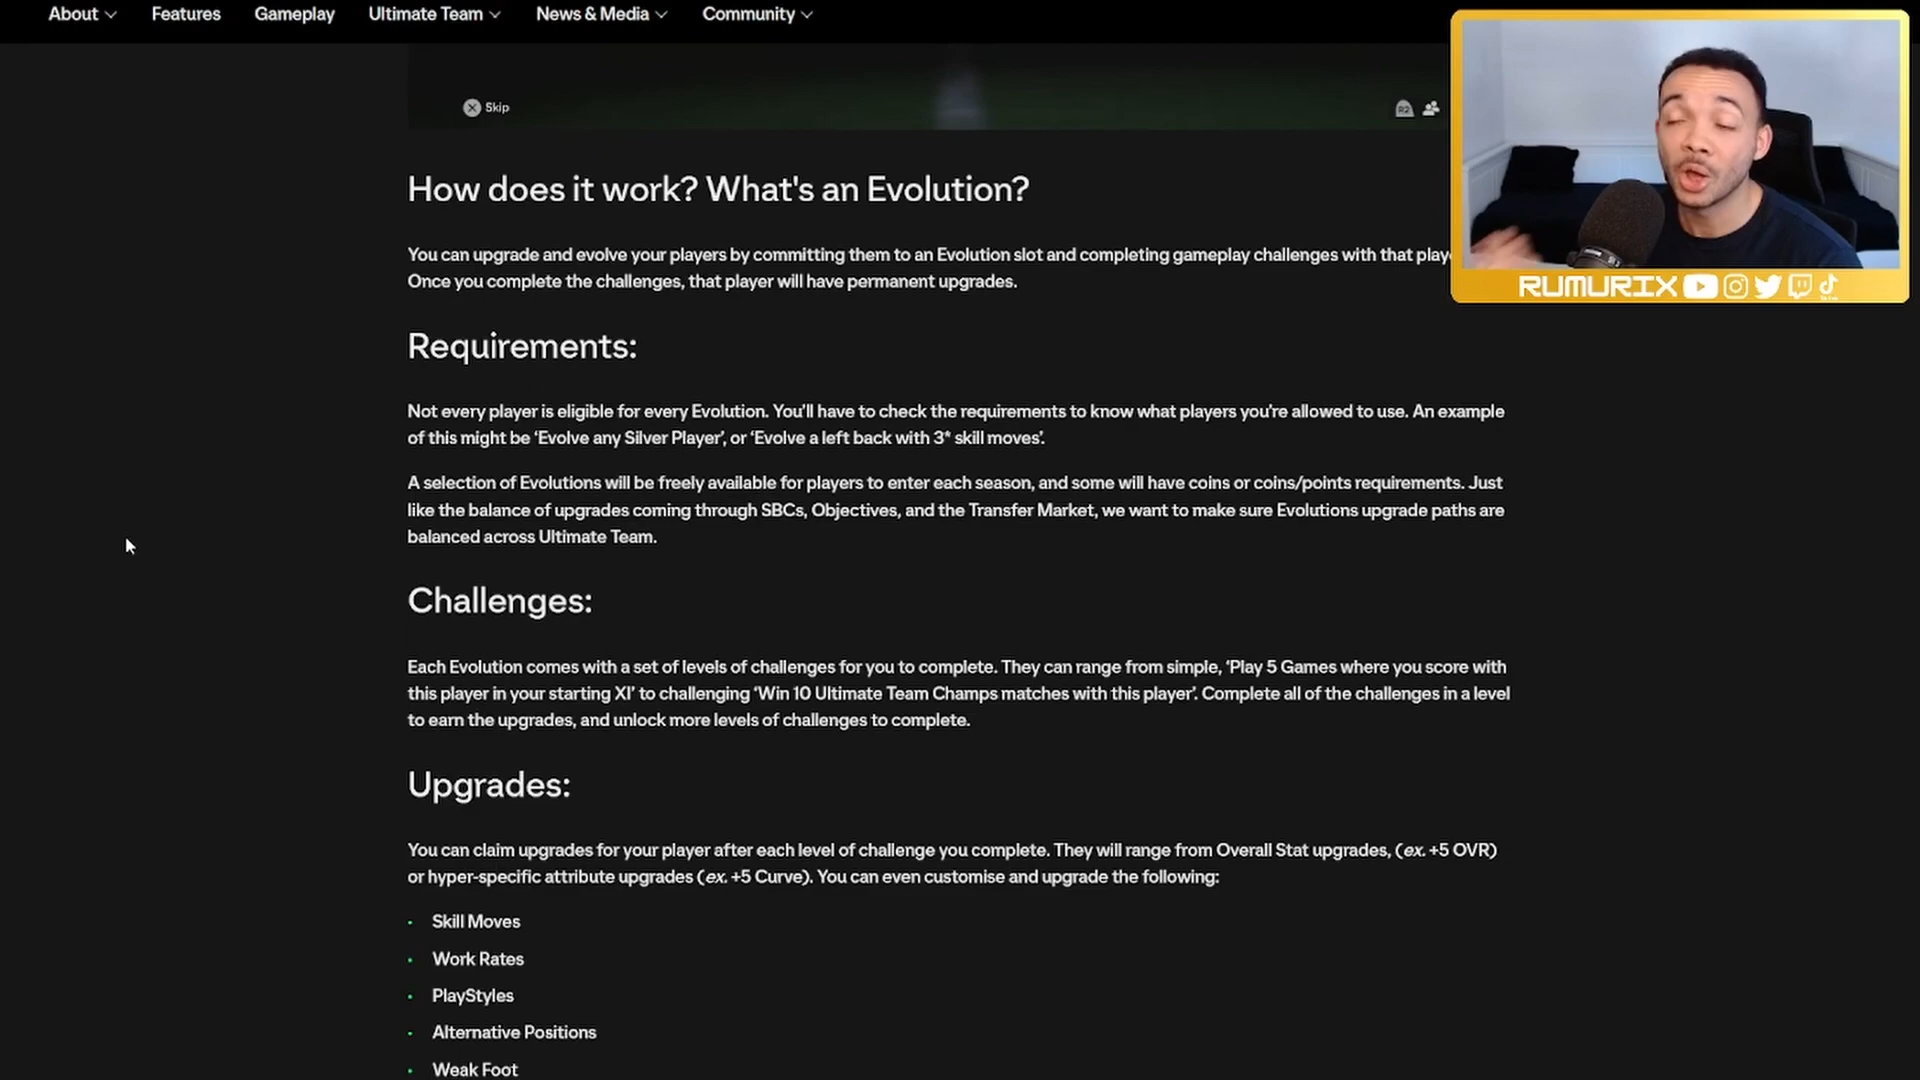 About Features Gameplay Ultimate Team News & Media Community
Skip
R2
How does it work? What's an Evolution?
You can upgrade and evolve your players by committing them to an Evolution slot and completing gameplay challenges with that
Once you complete the challenges, that player will have permanent upgrades.
RUMURIX
Requirements:
Not every player is eligible for every Evolution. You'll have to check the requirements to know what players you're allowed to use. An example
of this might be ‘Evolve any Silver Player’, or ‘Evolve a left back with 3* skill moves’.
A selection of Evolutions will be freely available for players to enter each season, and some will have coins or coins/points requirements. Just
like the balance of upgrades coming through SBCs, Objectives, and the Transfer Market, we want to make sure Evolutions upgrade paths are
balanced across Ultimate Team.
Challenges:
Each Evolution comes with a set of levels of challenges for you to complete. They can range from simple, ‘Play 5 Games where you score with
this player in your starting XI’ to challenging ‘Win 10 Ultimate Team Champs matches with this player’. Complete all of the challenges in a level
to earn the upgrades, and unlock more levels of challenges to complete.
Upgrades:
You can claim upgrades for your player after each level of challenge you complete. They will range from Overall Stat upgrades, (ex. +5 OVR)
or hyper-specific attribute upgrades (ex. +5 Curve). You can even customise and upgrade the following:
• Skill Moves
• Work Rates
• PlayStyles
• Alternative Positions
• Weak Foot